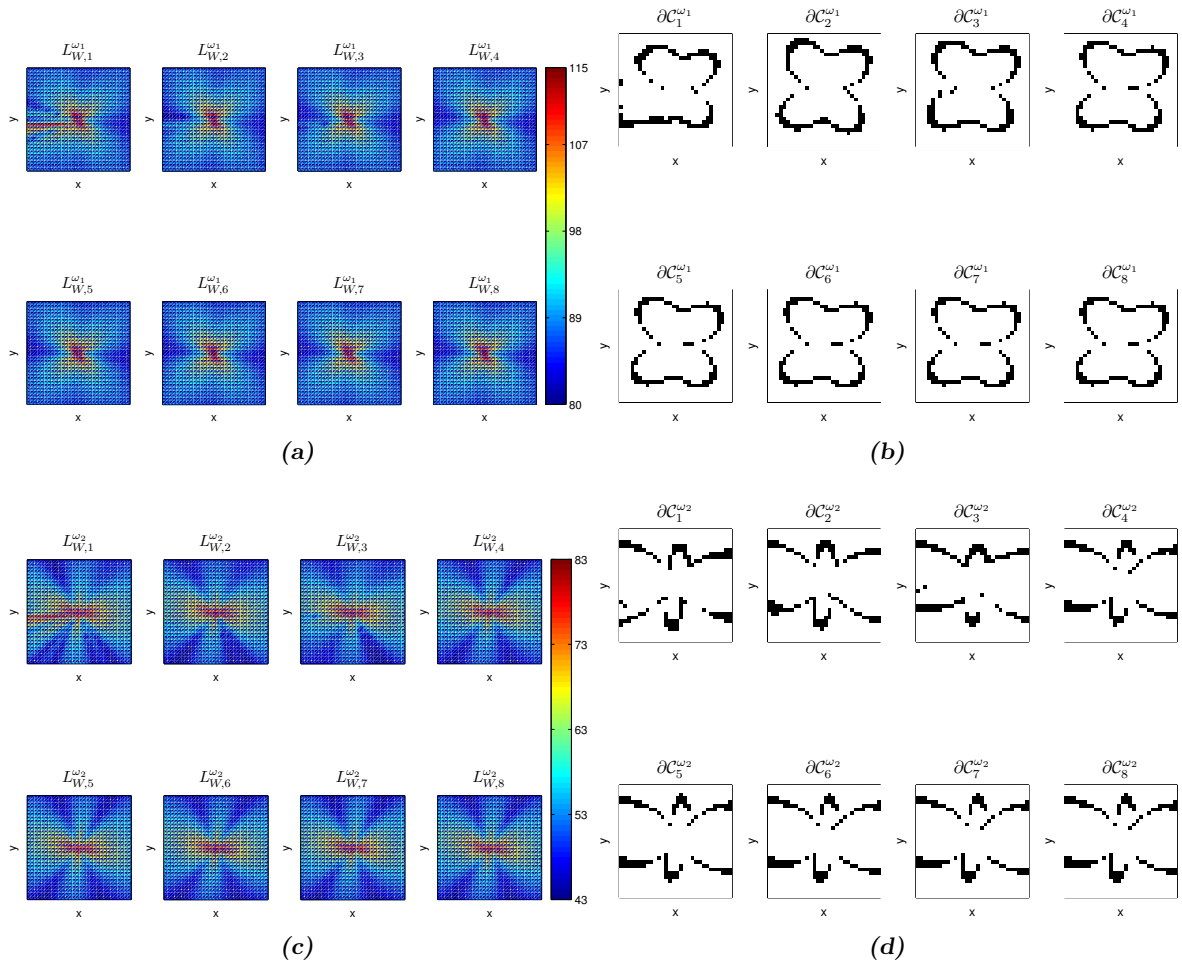 L_{W,1}^{ω_1} L_{W,2}^{ω_1} L_{W,3}^{ω_1} L_{W,4}^{ω_1}
y y y y
x x x x
L_{W,5}^{ω_1} L_{W,6}^{ω_1} L_{W,7}^{ω_1} L_{W,8}^{ω_1}
y y y y
x x x x
115
107
98
89
80
(a)
∂C_1^{ω_1} ∂C_2^{ω_1} ∂C_3^{ω_1} ∂C_4^{ω_1}
y y y y
x x x x
∂C_5^{ω_1} ∂C_6^{ω_1} ∂C_7^{ω_1} ∂C_8^{ω_1}
y y y y
x x x x
(b)
L_{W,1}^{ω_2} L_{W,2}^{ω_2} L_{W,3}^{ω_2} L_{W,4}^{ω_2}
y y y y
x x x x
L_{W,5}^{ω_2} L_{W,6}^{ω_2} L_{W,7}^{ω_2} L_{W,8}^{ω_2}
y y y y
x x x x
83
73
63
53
43
(c)
∂C_1^{ω_2} ∂C_2^{ω_2} ∂C_3^{ω_2} ∂C_4^{ω_2}
y y y y
x x x x
∂C_5^{ω_2} ∂C_6^{ω_2} ∂C_7^{ω_2} ∂C_8^{ω_2}
y y y y
x x x x
(d)